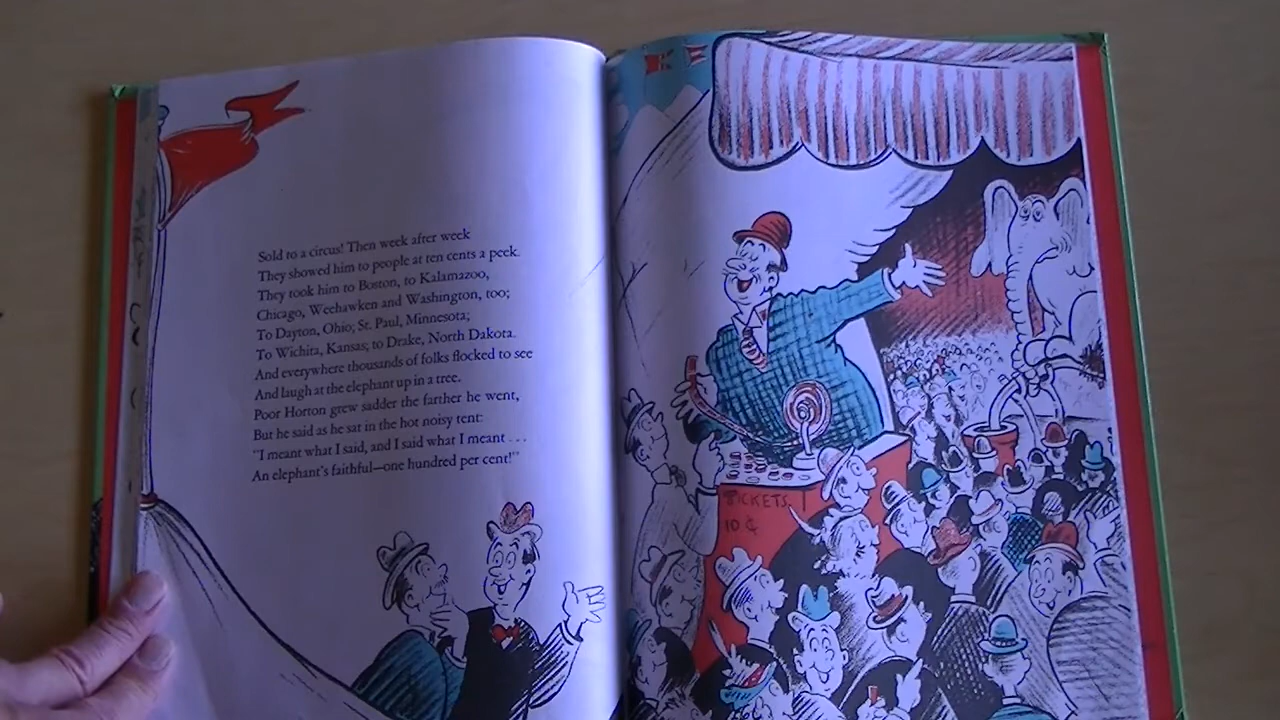 Sold to a circus! Then week after week
They showed him to people at ten cents a peek.
They took him to Boston, to Kalamazoo,
Chicago, Weehawken and Washington, too;
To Dayton, Ohio; St. Paul, Minnesota;
To Wichita, Kansas; to Drake, North Dakota.
And everywhere thousands of folks flocked to see
And laugh at the elephant up in a tree.
Poor Horton grew sadder the farther he went,
But he said as he sat in the hot noisy tent:
"I meant what I said, and I said what I meant . . .
An elephant's faithful—one hundred per cent!"
TICKETS
10 ¢